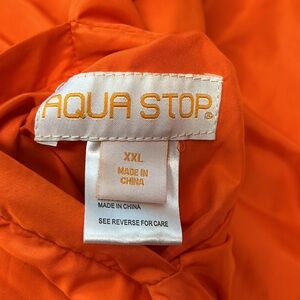 AQUA STOP®
XXL
MADE IN
CHINA
MADE IN CHINA
SEE REVERSE FOR CARE